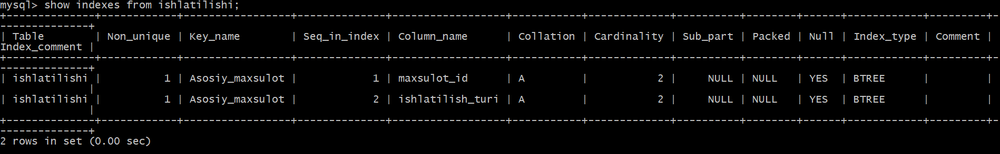 mysql> show indexes from ishlatilishi;
+--------------+------------+----------------+--------------+------------------+-----------+-------------+----------+--------+------+------------+---------+-
--------------+
| Table        | Non_unique | Key_name       | Seq_in_index | Column_name      | Collation | Cardinality | Sub_part | Packed | Null | Index_type | Comment |
Index_comment |
+--------------+------------+----------------+--------------+------------------+-----------+-------------+----------+--------+------+------------+---------+-
--------------+
| ishlatilishi |          1 | Asosiy_maxsulot |            1 | maxsulot_id      | A         |           2 |     NULL | NULL   | YES  | BTREE      |         |
              |
| ishlatilishi |          1 | Asosiy_maxsulot |            2 | ishlatilish_turi | A         |           2 |     NULL | NULL   | YES  | BTREE      |         |
              |
+--------------+------------+----------------+--------------+------------------+-----------+-------------+----------+--------+------+------------+---------+-
--------------+
2 rows in set (0.00 sec)